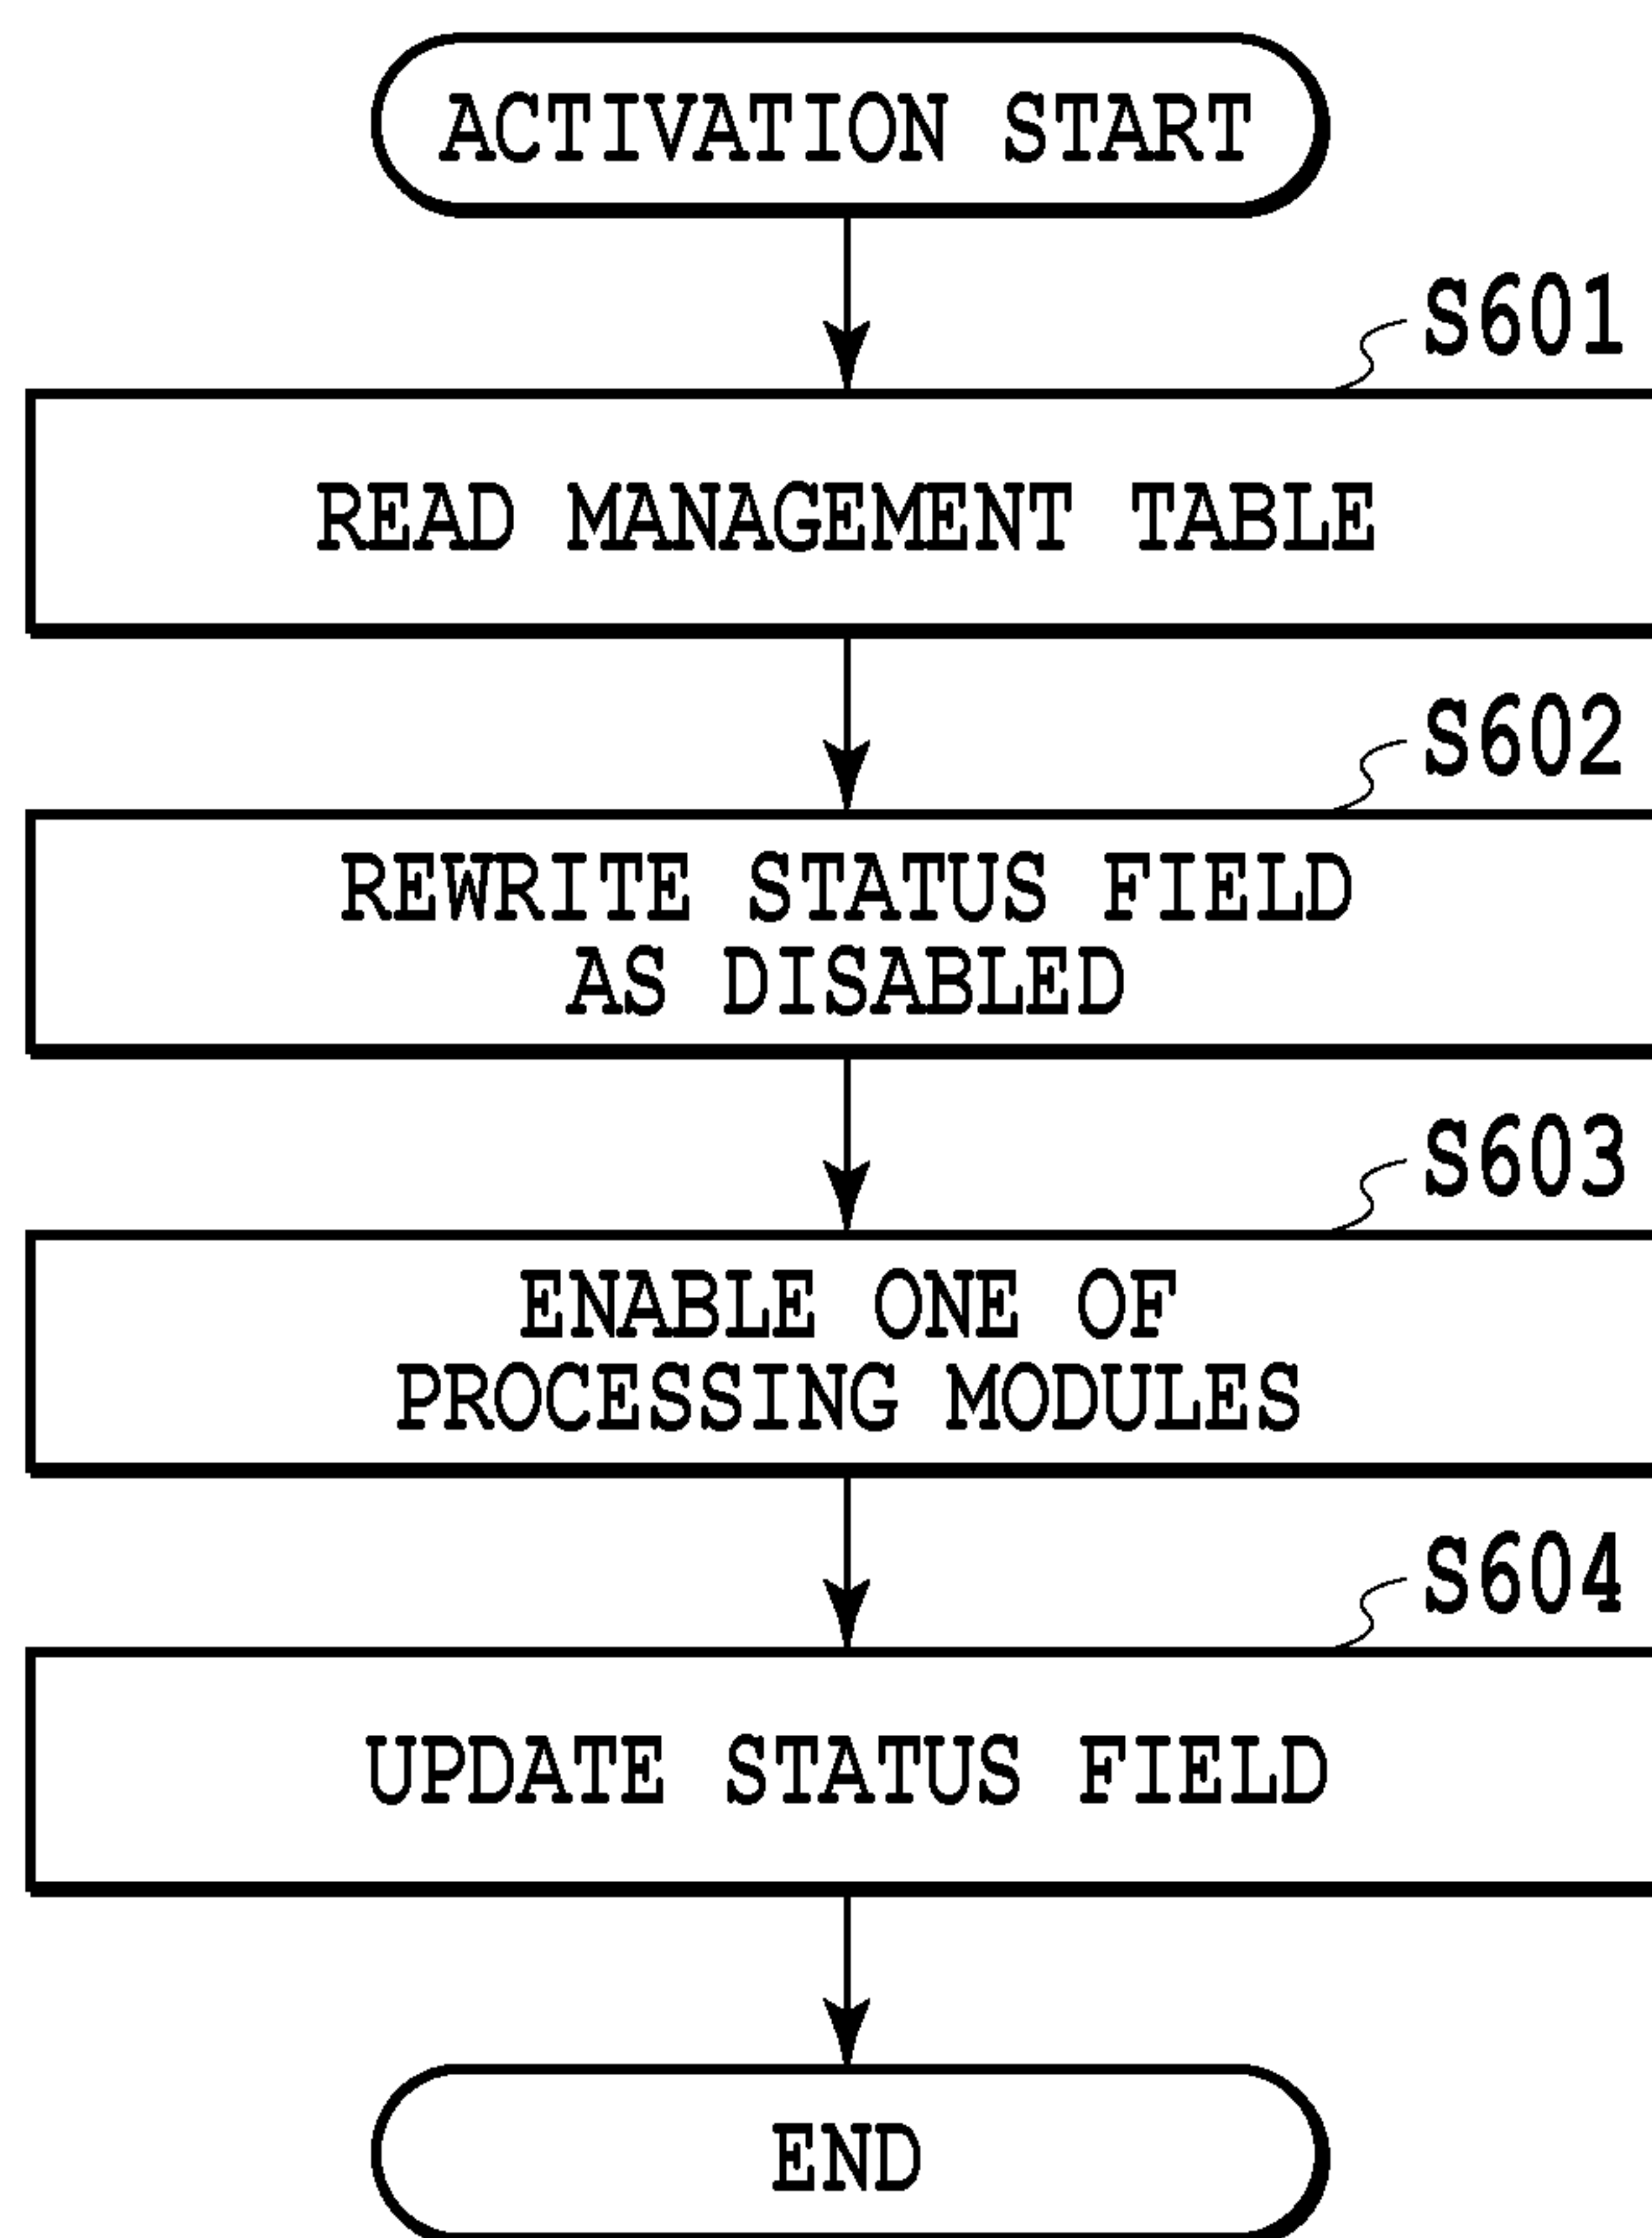 ACTIVATION START
S601
READ MANAGEMENT TABLE
S602
REWRITE STATUS FIELD
AS DISABLED
S603
ENABLE ONE OF
PROCESSING MODULES
S604
UPDATE STATUS FIELD
END